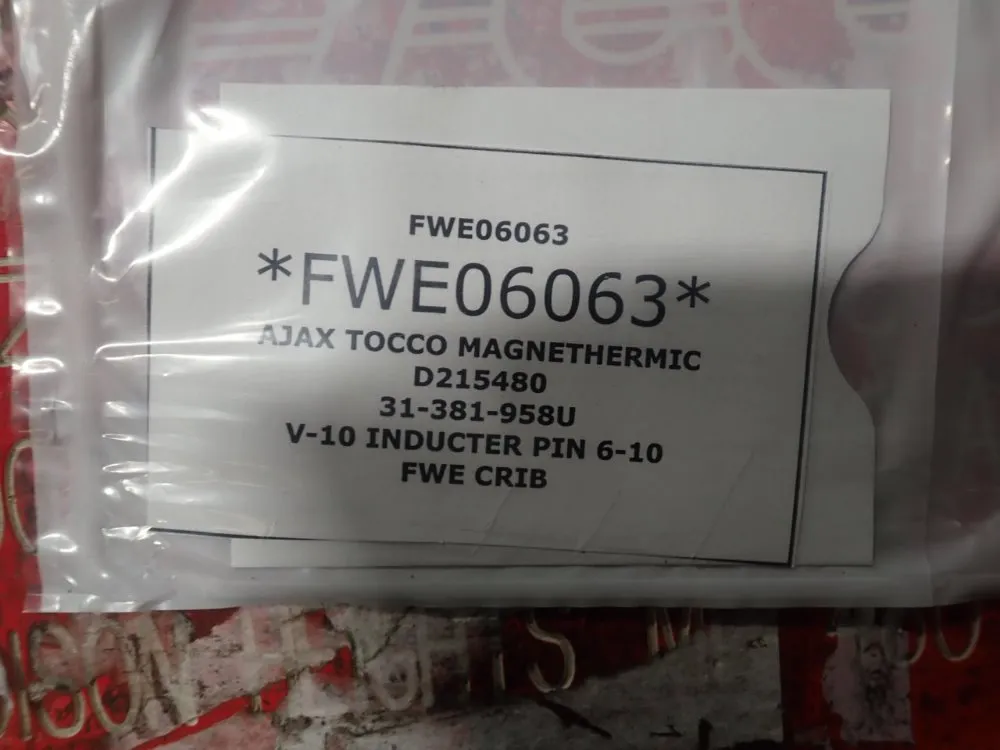 FWE06063
*FWE06063*
AJAX TOCCO MAGNETHERMIC
D215480
31-381-958U
V-10 INDUCTER PIN 6-10
FWE CRIB